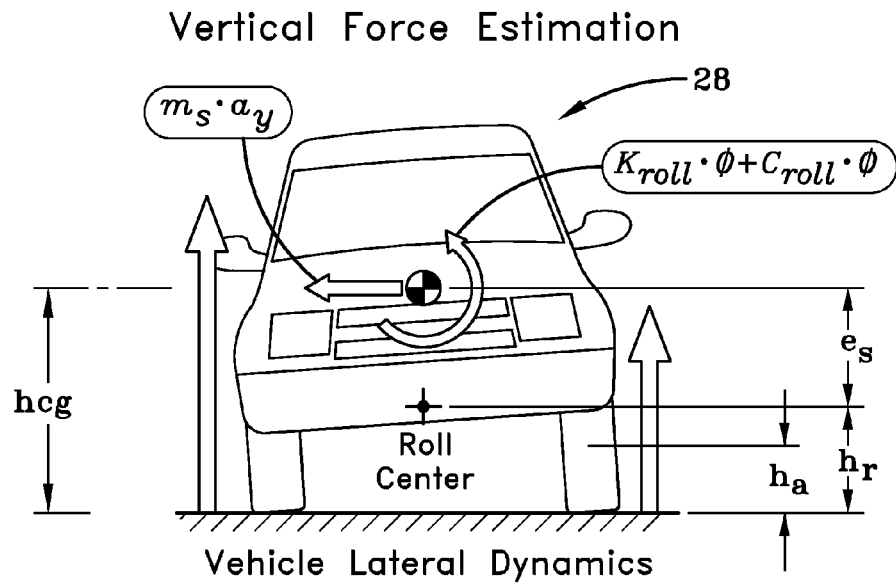 Vertical Force Estimation
28
m_s·a_y
K_roll·ϕ+C_roll·ϕ
e_s
hcg
Roll
Center
h_a
h_r
Vehicle Lateral Dynamics